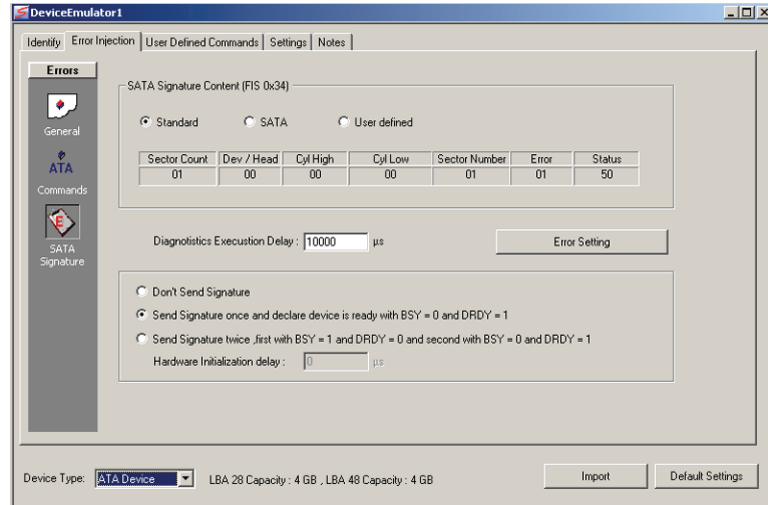 DeviceEmulator1
Identify Error Injection User Defined Commands Settings Notes
Errors
General
ATA
Commands
E
SATA
Signature
SATA Signature Content (FIS 0x34)
Standard SATA User defined
Sector Count Dev / Head Cyl High Cyl Low Sector Number Error Status
01 00 00 00 01 01 50
Diagnotistics Execustion Delay : 10000 µs Error Setting
Don't Send Signature
Send Signature once and declare device is ready with BSY = 0 and DRDY = 1
Send Signature twice ,first with BSY = 1 and DRDY = 0 and second with BSY = 0 and DRDY = 1
Hardware Initialization delay : 0 µs
Device Type: ATA Device LBA 28 Capacity : 4 GB , LBA 48 Capacity : 4 GB Import Default Settings